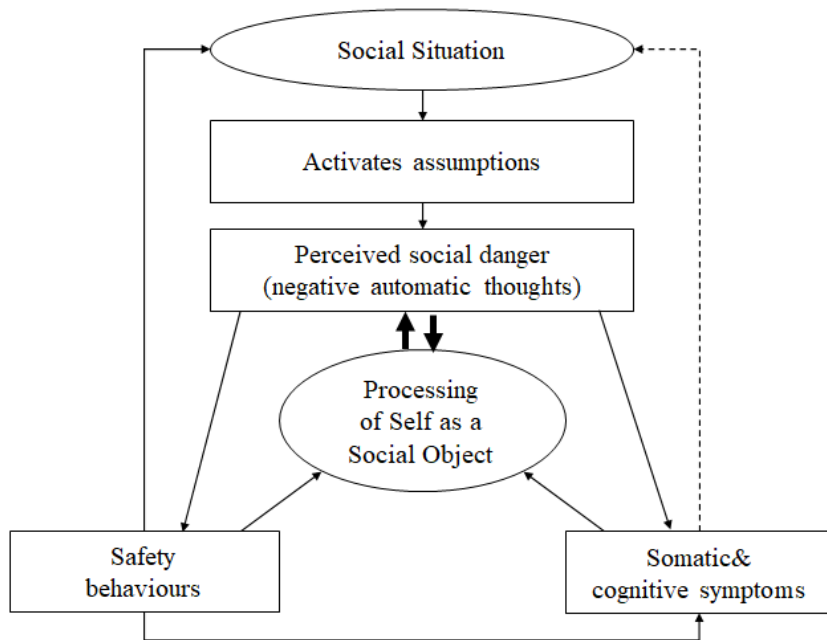 Social Situation
Activates assumptions
Perceived social danger
(negative automatic thoughts)
Processing
of Self as a
Social Object
Safety
behaviours
Somatic&
cognitive symptoms